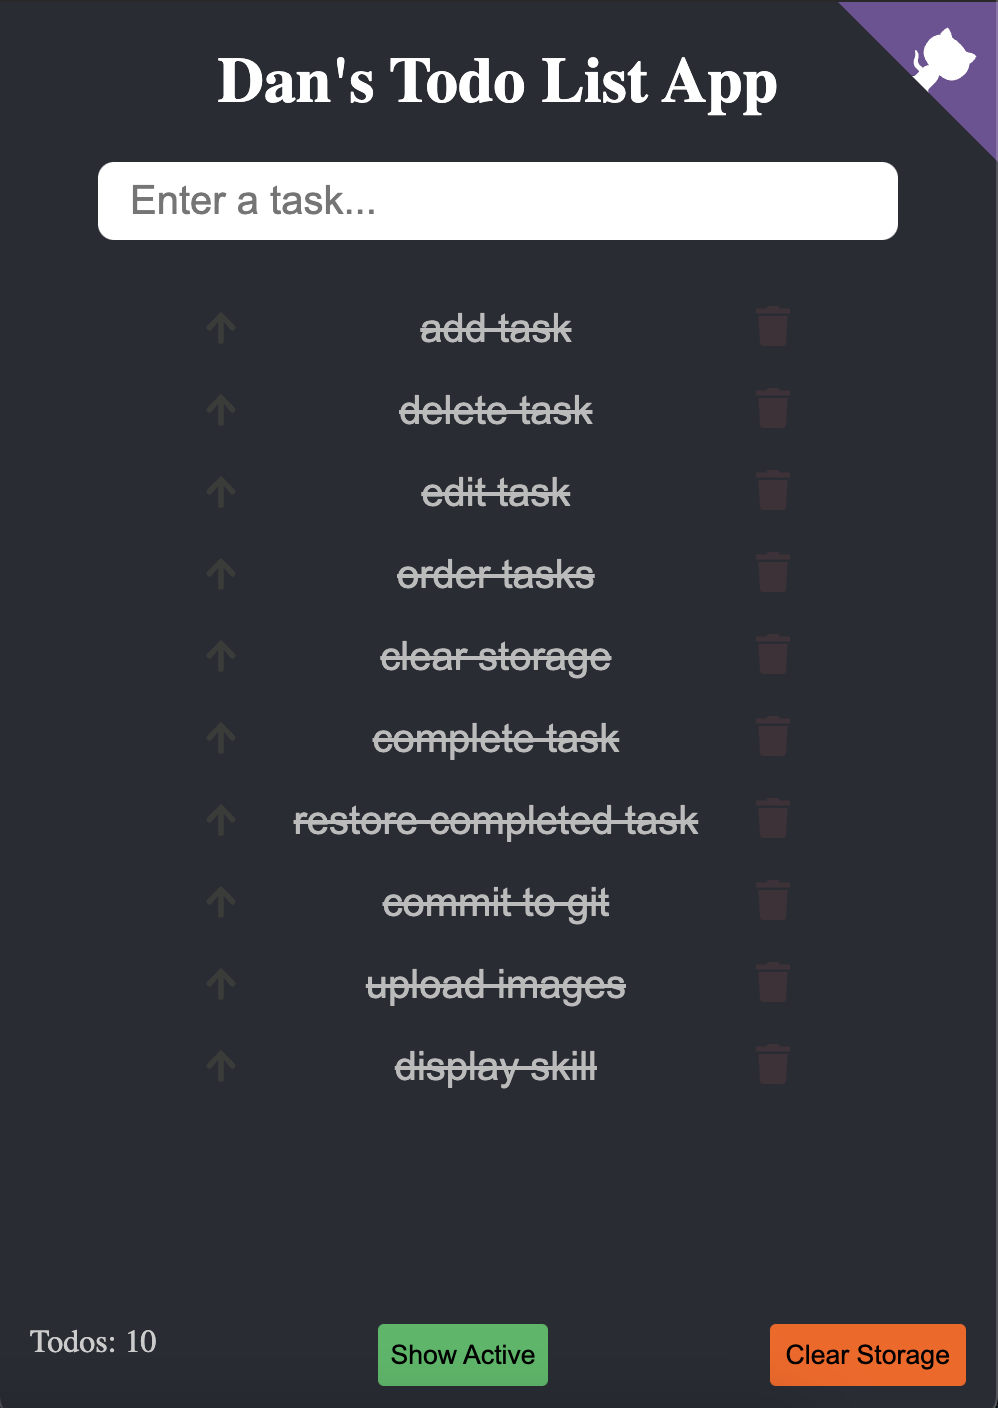 Dan's Todo List App
Enter a task...
add task
delete task
edit task
order tasks
clear storage
complete task
restore completed task
commit to git
upload images
display skill
Todos: 10
Show Active
Clear Storage